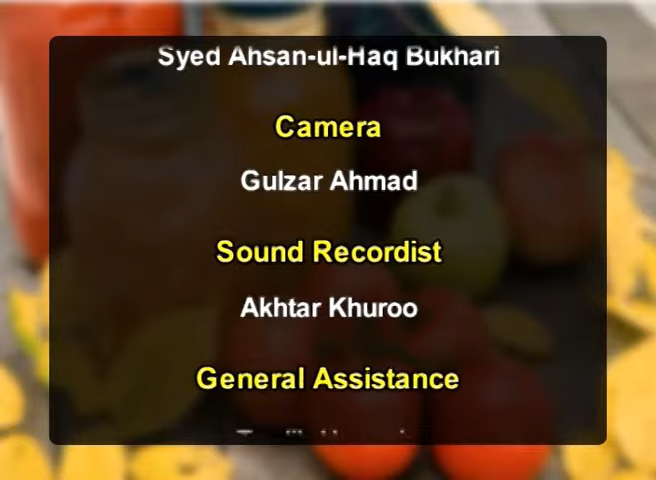 Syed Ahsan-ul-Haq Bukhari
Camera
Gulzar Ahmad
Sound Recordist
Akhtar Khuroo
General Assistance